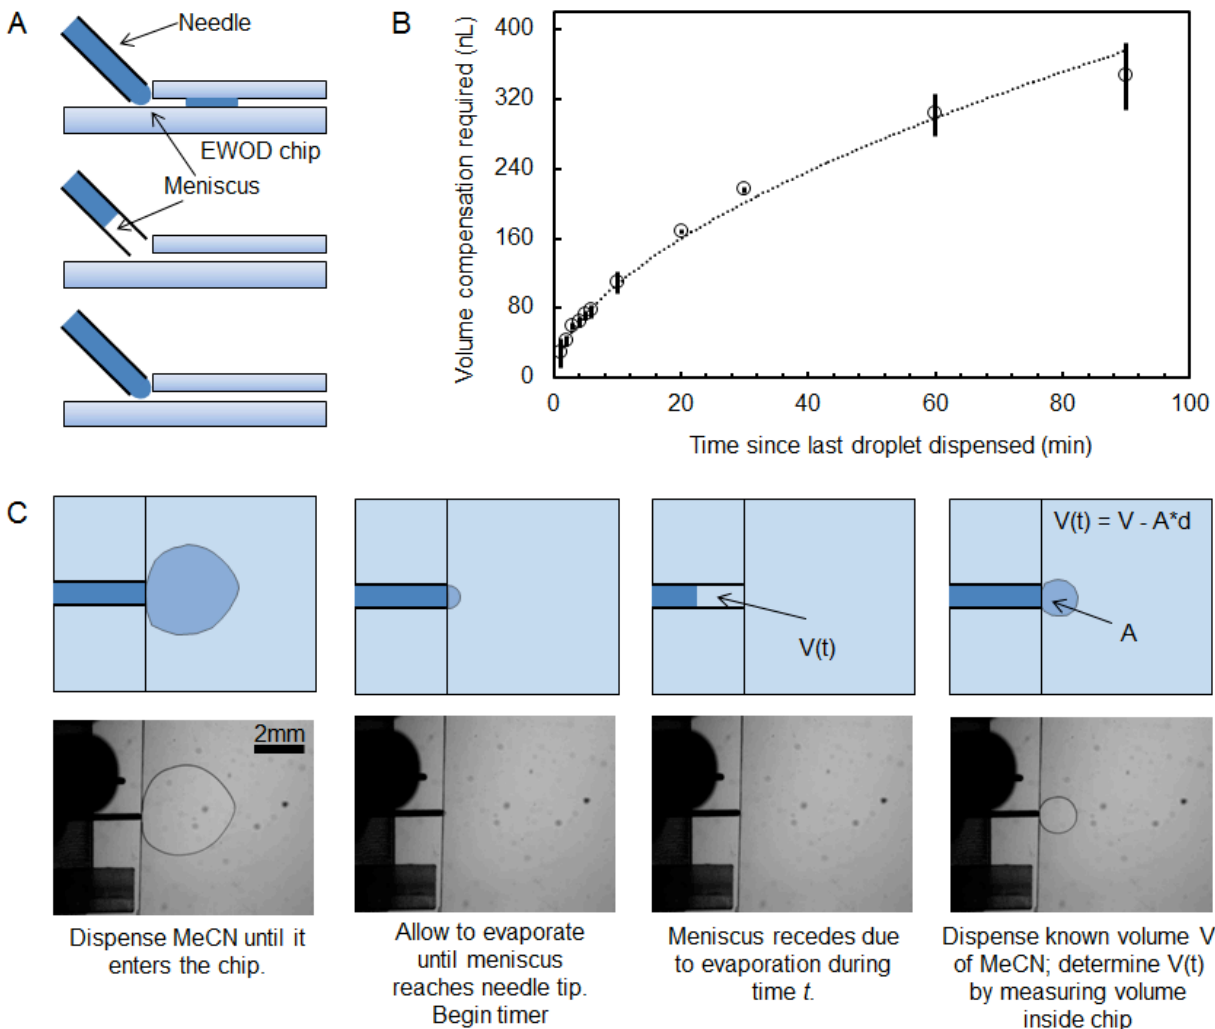 A
Needle
EWOD chip
Meniscus
B
Volume compensation required (nL)
400
320
240
160
80
0
0 20 40 60 80 100
Time since last droplet dispensed (min)
C
V(t)
V(t) = V - A*d
A
2mm
Dispense MeCN until it
enters the chip.
Allow to evaporate
until meniscus
reaches needle tip.
Begin timer
Meniscus recedes due
to evaporation during
time t.
Dispense known volume V
of MeCN; determine V(t)
by measuring volume
inside chip